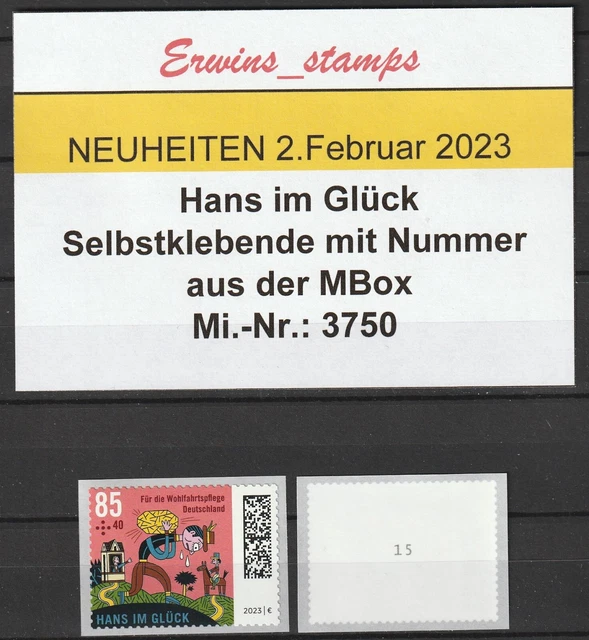 Erwins_stamps
NEUHEITEN 2.Februar 2023
Hans im Glück
Selbstklebende mit Nummer
aus der MBox
Mi.-Nr.: 3750
85
+40
Für die Wohlfahrtspflege
Deutschland
HANS IM GLÜCK
2023|€
15